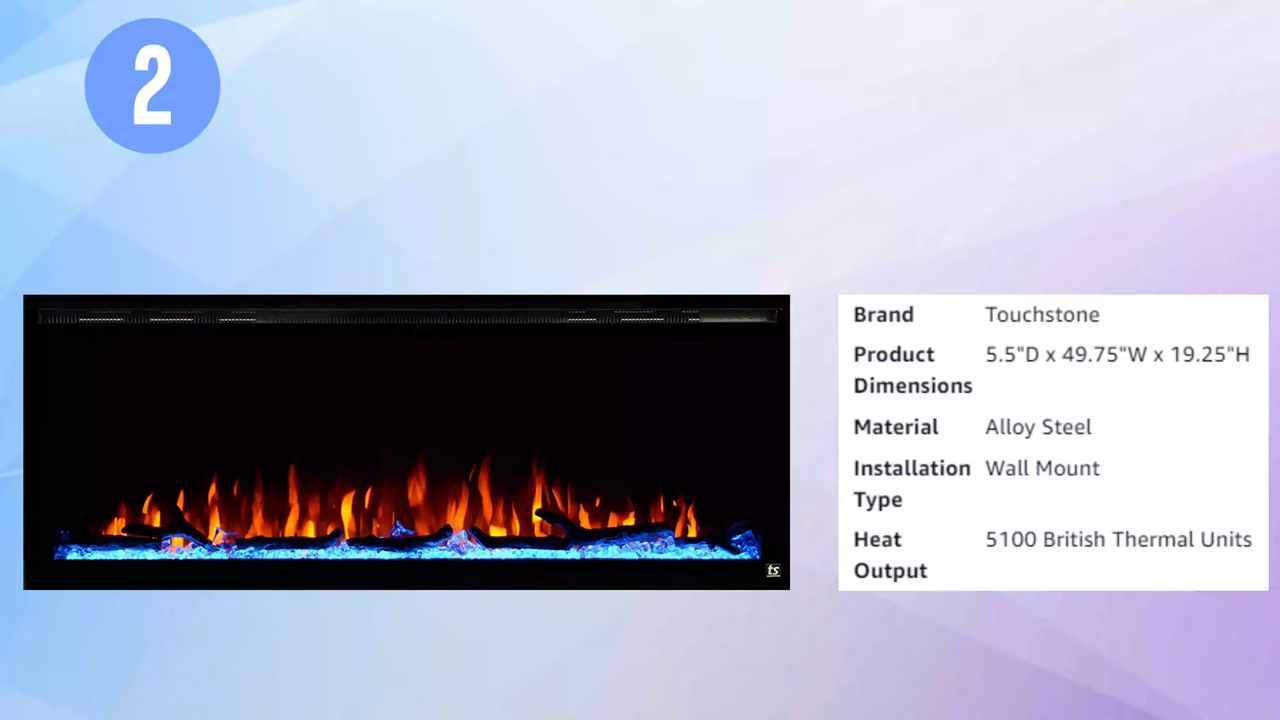 2
Brand Touchstone
Product 5.5"D x 49.75"W x 19.25"H
Dimensions
Material Alloy Steel
Installation Wall Mount
Type
Heat 5100 British Thermal Units
Output
ts